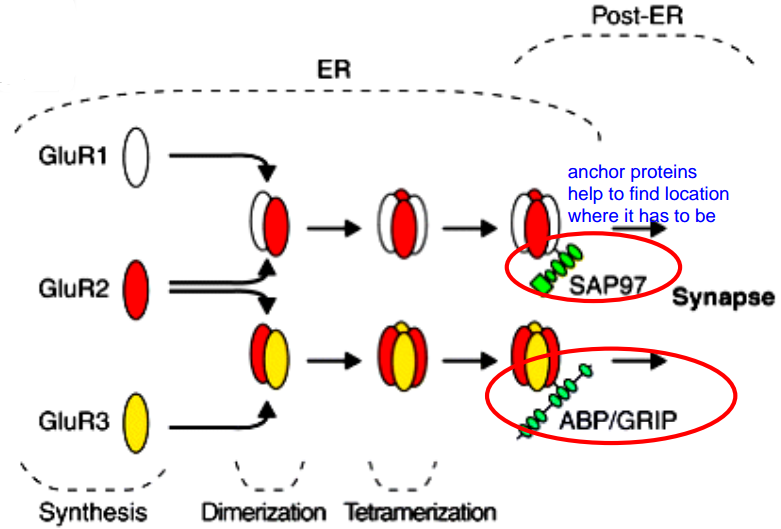 Post-ER
ER
GluR1
anchor proteins
help to find location
where it has to be
GluR2
SAP97
Synapse
GluR3
ABP/GRIP
Synthesis
Dimerization
Tetramerization